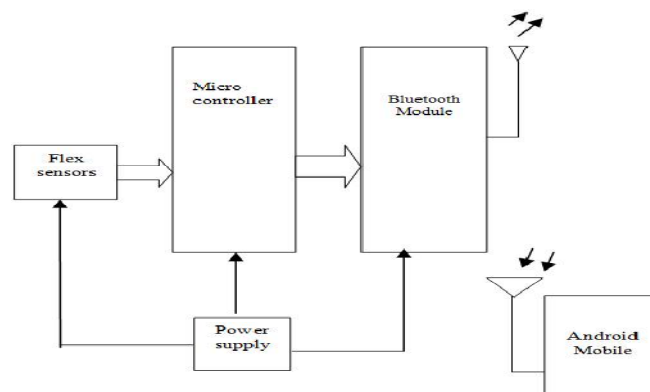 Micro
controller
Bluetooth
Module
Flex
sensors
Power
supply
Android
Mobile